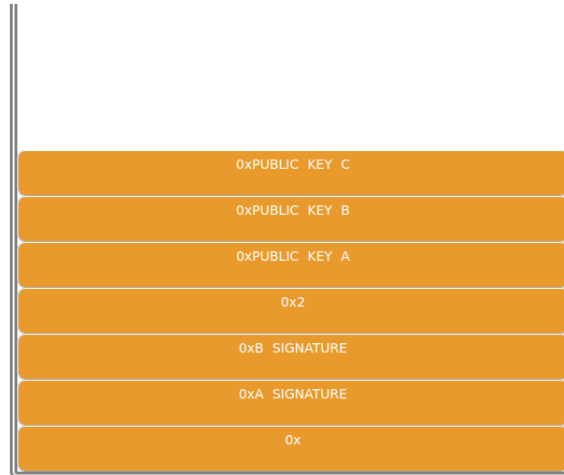 0xPUBLIC KEY C
0xPUBLIC KEY B
0xPUBLIC KEY A
0x2
0xB SIGNATURE
0xA SIGNATURE
0x